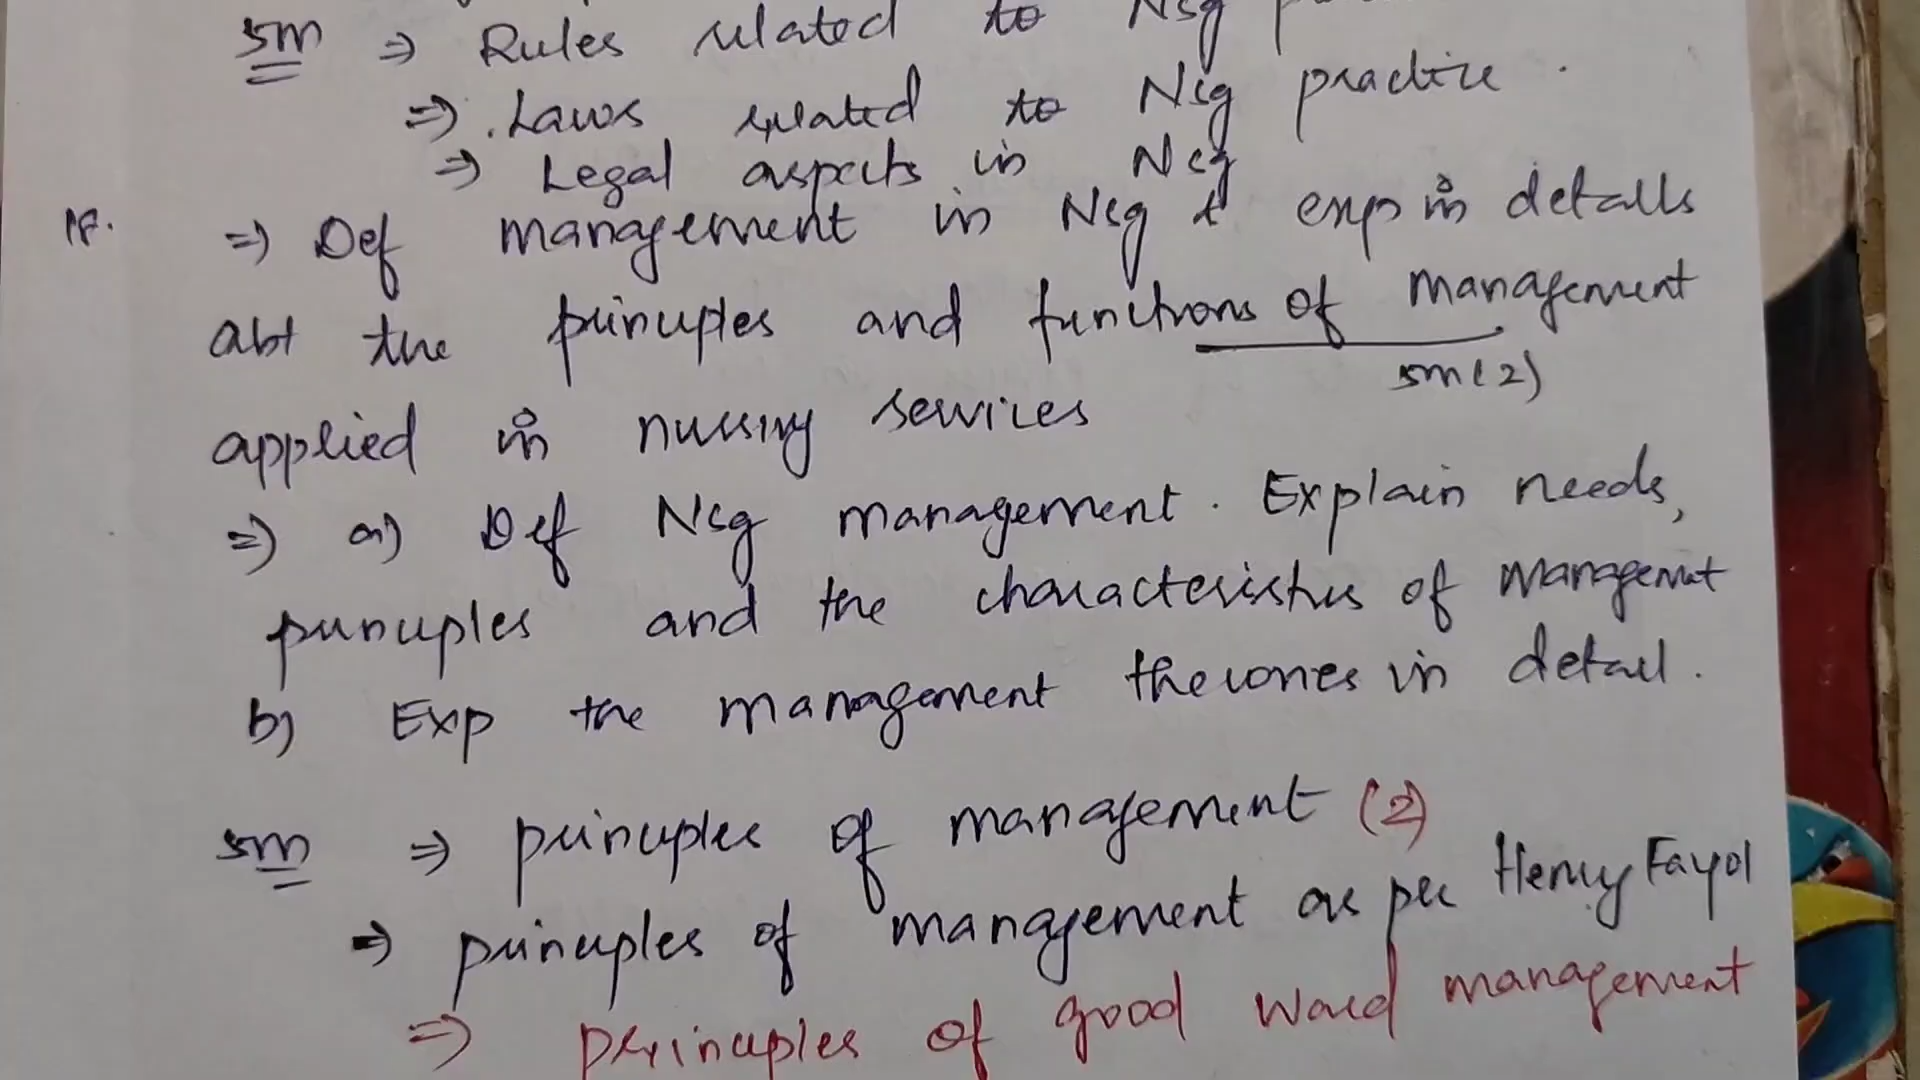 5m ⇒ Rules related to Nsg
⇒ Laws related to Nsg practice.
⇒ Legal aspects in Nsg
18. ⇒ Def management in Nsg & exp in details
abt the principles and functions of management
5m(2)
applied in nursing services
⇒ a) Def Nsg management. Explain needs,
principles and the characteristics of management
b) Exp the management theories in detail.
5m ⇒ principles of management (2)
⇒ principles of management as per Henry Fayol
⇒ principles of good ward management